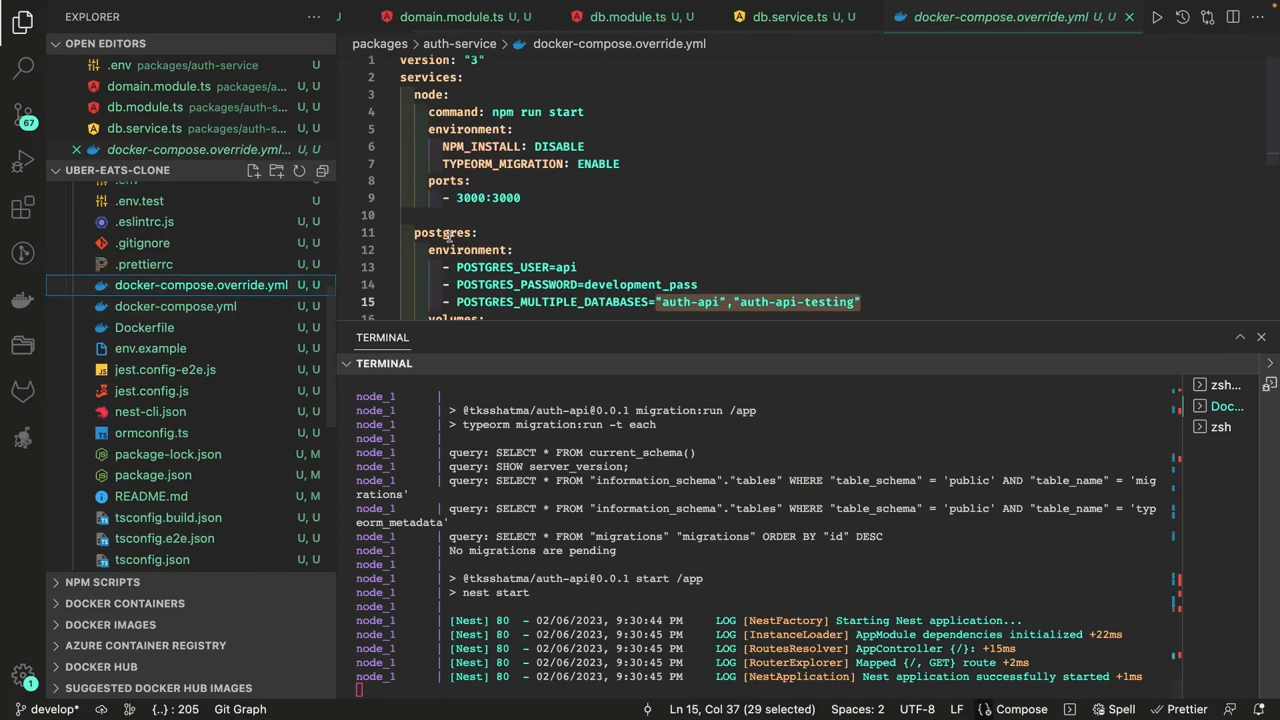 EXPLORER
domain.module.ts U, U
db.module.ts U, U
db.service.ts U, U
docker-compose.override.yml U, U
OPEN EDITORS
.env packages/auth-service U
domain.module.ts packages/a... U
db.module.ts packages/auth-s... U
db.service.ts packages/auth-s... U
docker-compose.override.yml... U
UBER-EATS-CLONE
.env U, U
.env.test U, U
.eslintrc.js U, U
.gitignore U, U
.prettierrc U, U
docker-compose.override.yml U, U
docker-compose.yml U, U
Dockerfile U, U
env.example U, U
jest.config-e2e.js U, U
jest.config.js U, U
nest-cli.json U, U
ormconfig.ts U, U
package-lock.json U, M
package.json U, M
README.md U, M
tsconfig.build.json U, U
tsconfig.e2e.json U, U
tsconfig.json U, U
NPM SCRIPTS
DOCKER CONTAINERS
DOCKER IMAGES
AZURE CONTAINER REGISTRY
DOCKER HUB
SUGGESTED DOCKER HUB IMAGES
67
1
packages > auth-service > docker-compose.override.yml
1 version: "3"
2 services:
3 node:
4 command: npm run start
5 environment:
6 NPM_INSTALL: DISABLE
7 TYPEORM_MIGRATION: ENABLE
8 ports:
9 - 3000:3000
10
11 postgres:
12 environment:
13 - POSTGRES_USER=api
14 - POSTGRES_PASSWORD=development_pass
15 - POSTGRES_MULTIPLE_DATABASES="auth-api","auth-api-testing"
16 volumes:
TERMINAL
TERMINAL
node_1 |
node_1 | > @tksshatma/auth-api@0.0.1 migration:run /app
node_1 | > typeorm migration:run -t each
node_1 |
node_1 | query: SELECT * FROM current_schema()
node_1 | query: SHOW server_version;
node_1 | query: SELECT * FROM "information_schema"."tables" WHERE "table_schema" = 'public' AND "table_name" = 'mig
rations'
node_1 | query: SELECT * FROM "information_schema"."tables" WHERE "table_schema" = 'public' AND "table_name" = 'typ
eorm_metadata'
node_1 | query: SELECT * FROM "migrations" "migrations" ORDER BY "id" DESC
node_1 | No migrations are pending
node_1 |
node_1 | > @tksshatma/auth-api@0.0.1 start /app
node_1 | > nest start
node_1 |
node_1 | [Nest] 80 - 02/06/2023, 9:30:44 PM LOG [NestFactory] Starting Nest application...
node_1 | [Nest] 80 - 02/06/2023, 9:30:45 PM LOG [InstanceLoader] AppModule dependencies initialized +22ms
node_1 | [Nest] 80 - 02/06/2023, 9:30:45 PM LOG [RoutesResolver] AppController {/}: +15ms
node_1 | [Nest] 80 - 02/06/2023, 9:30:45 PM LOG [RouterExplorer] Mapped {/, GET} route +2ms
node_1 | [Nest] 80 - 02/06/2023, 9:30:45 PM LOG [NestApplication] Nest application successfully started +1ms
zsh...
Doc...
zsh
develop* {..} : 205 Git Graph Ln 15, Col 37 (29 selected) Spaces: 2 UTF-8 LF Compose Spell Prettier